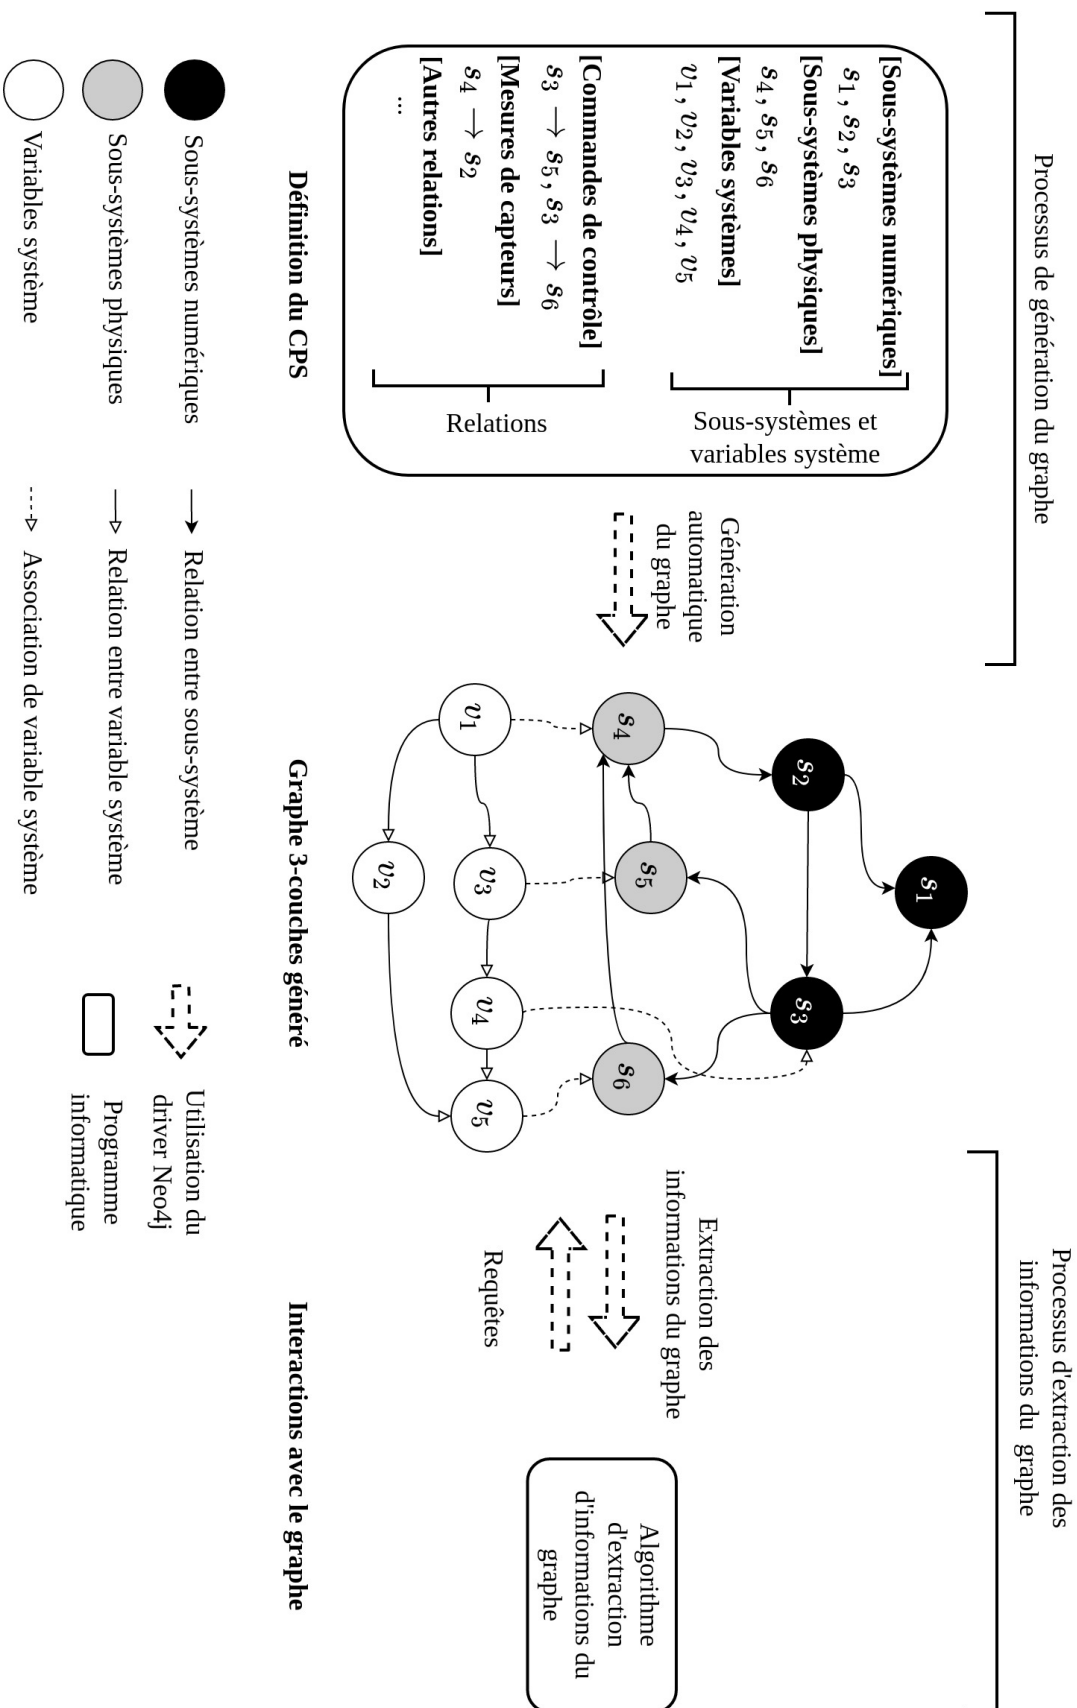 Processus de génération du graphe
Processus d'extraction des
informations du graphe
[Sous-systèmes numériques]
s1, s2, s3
[Sous-systèmes physiques]
s4, s5, s6
[Variables systèmes]
v1, v2, v3, v4, v5
Sous-systèmes et
variables système
[Commandes de contrôle]
s3 → s5, s3 → s6
[Mesures de capteurs]
s4 → s2
[Autres relations]
...
Relations
Définition du CPS
Génération
automatique
du graphe
s1
s2
s3
s4
s5
s6
v1
v3
v4
v5
v2
Graphe 3-couches généré
Extraction des
informations du graphe
Requêtes
Algorithme
d'extraction
d'informations du
graphe
Interactions avec le graphe
Sous-systèmes numériques
Sous-systèmes physiques
Variables système
Relation entre sous-système
Relation entre variable système
Association de variable système
Utilisation du
driver Neo4j
Programme
informatique